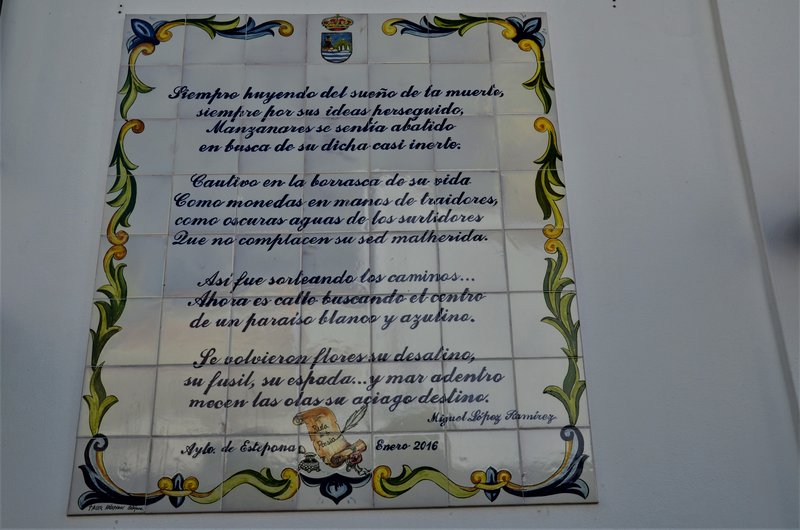 Siempre huyendo del sueño de la muerte,
siempre por sus ideas perseguido,
Manzanares se sentía abatido
en busca de su dicha casi inerte.
Cautivo en la borrasca de su vida
Como monedas en manos de traidores,
como oscuras aguas de los surtidores
Que no complacen su sed malherida.
Así fue sorteando los caminos...
Ahora es calle buscando el centro
de un paraíso blanco y azulino.
Se volvieron flores su desatino,
su fusil, su espada...y mar adentro
mecen las olas su aciago destino.
Miguel López Ramírez
Ruta
de la
Poesía
Ayto. de Estepona
Enero 2016